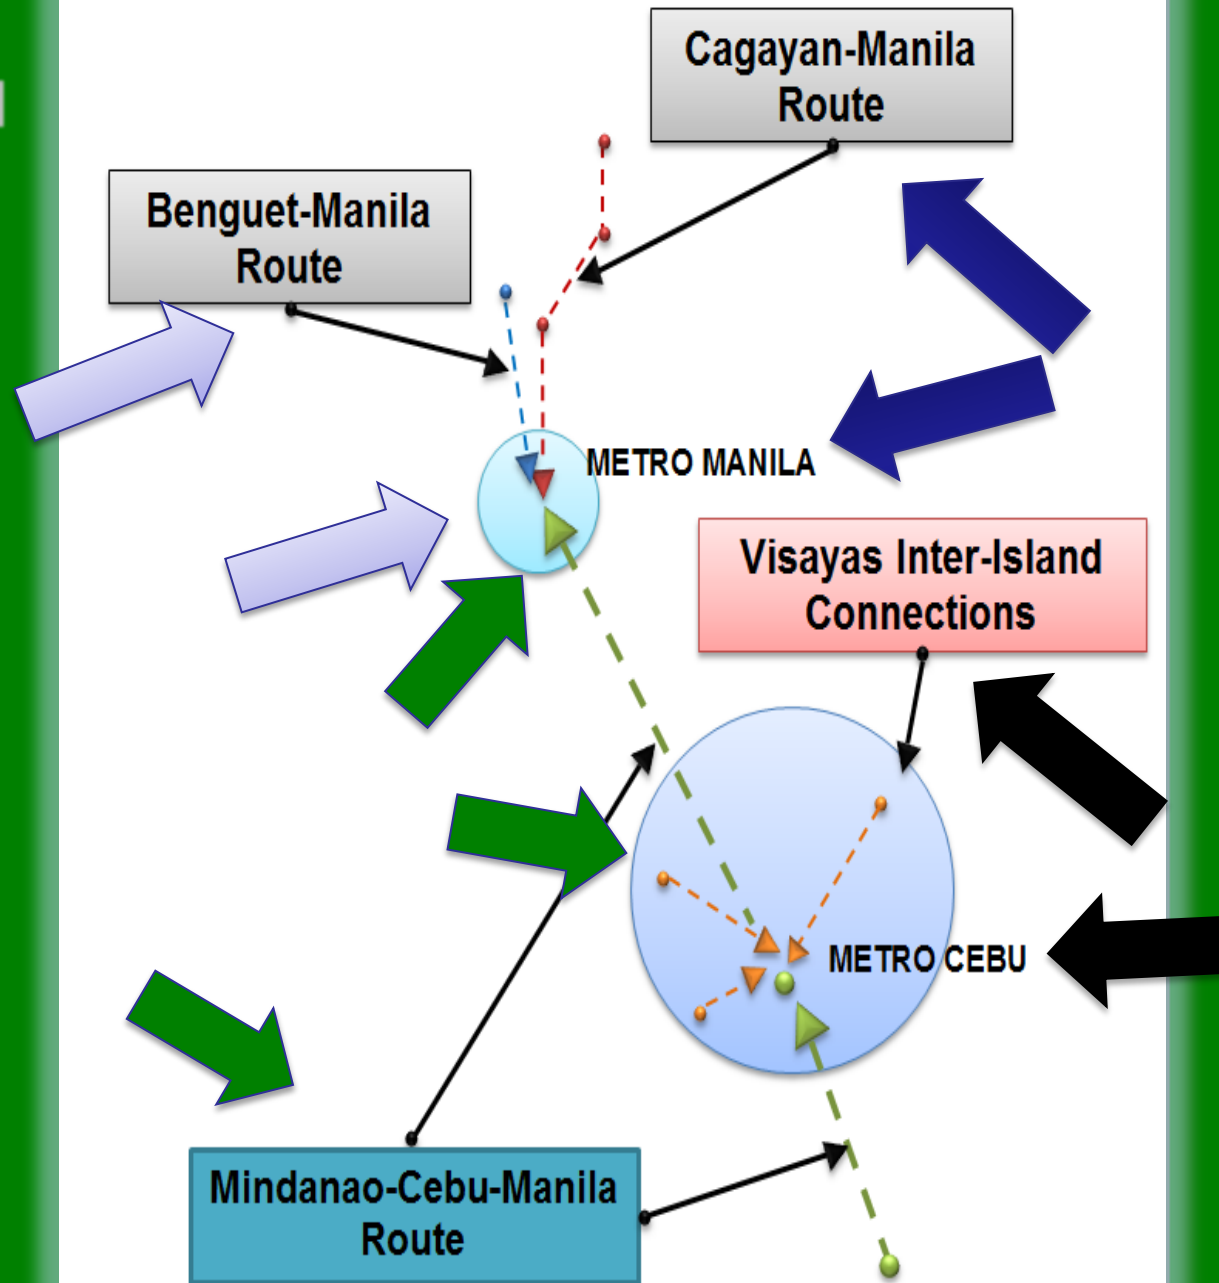 Cagayan-Manila
Route
Benguet-Manila
Route
METRO MANILA
Visayas Inter-Island
Connections
METRO CEBU
Mindanao-Cebu-Manila
Route